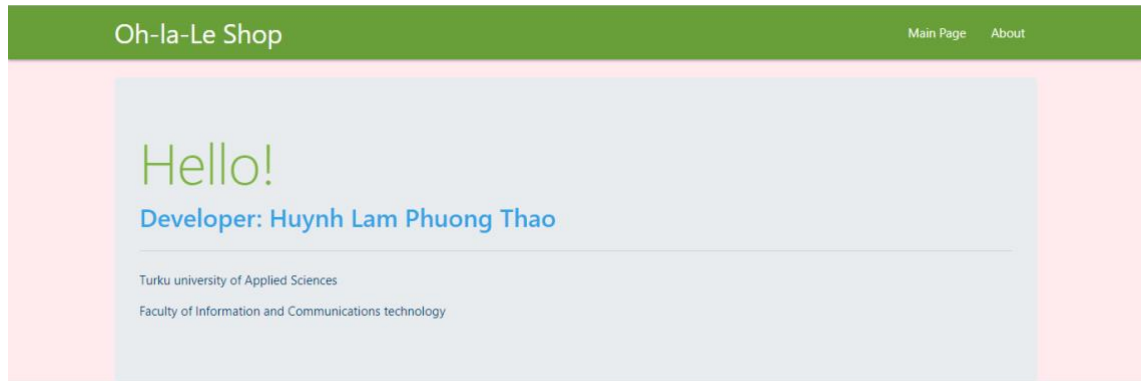 Oh-la-Le Shop
Main Page About
Hello!
Developer: Huynh Lam Phuong Thao
Turku university of Applied Sciences
Faculty of Information and Communications technology